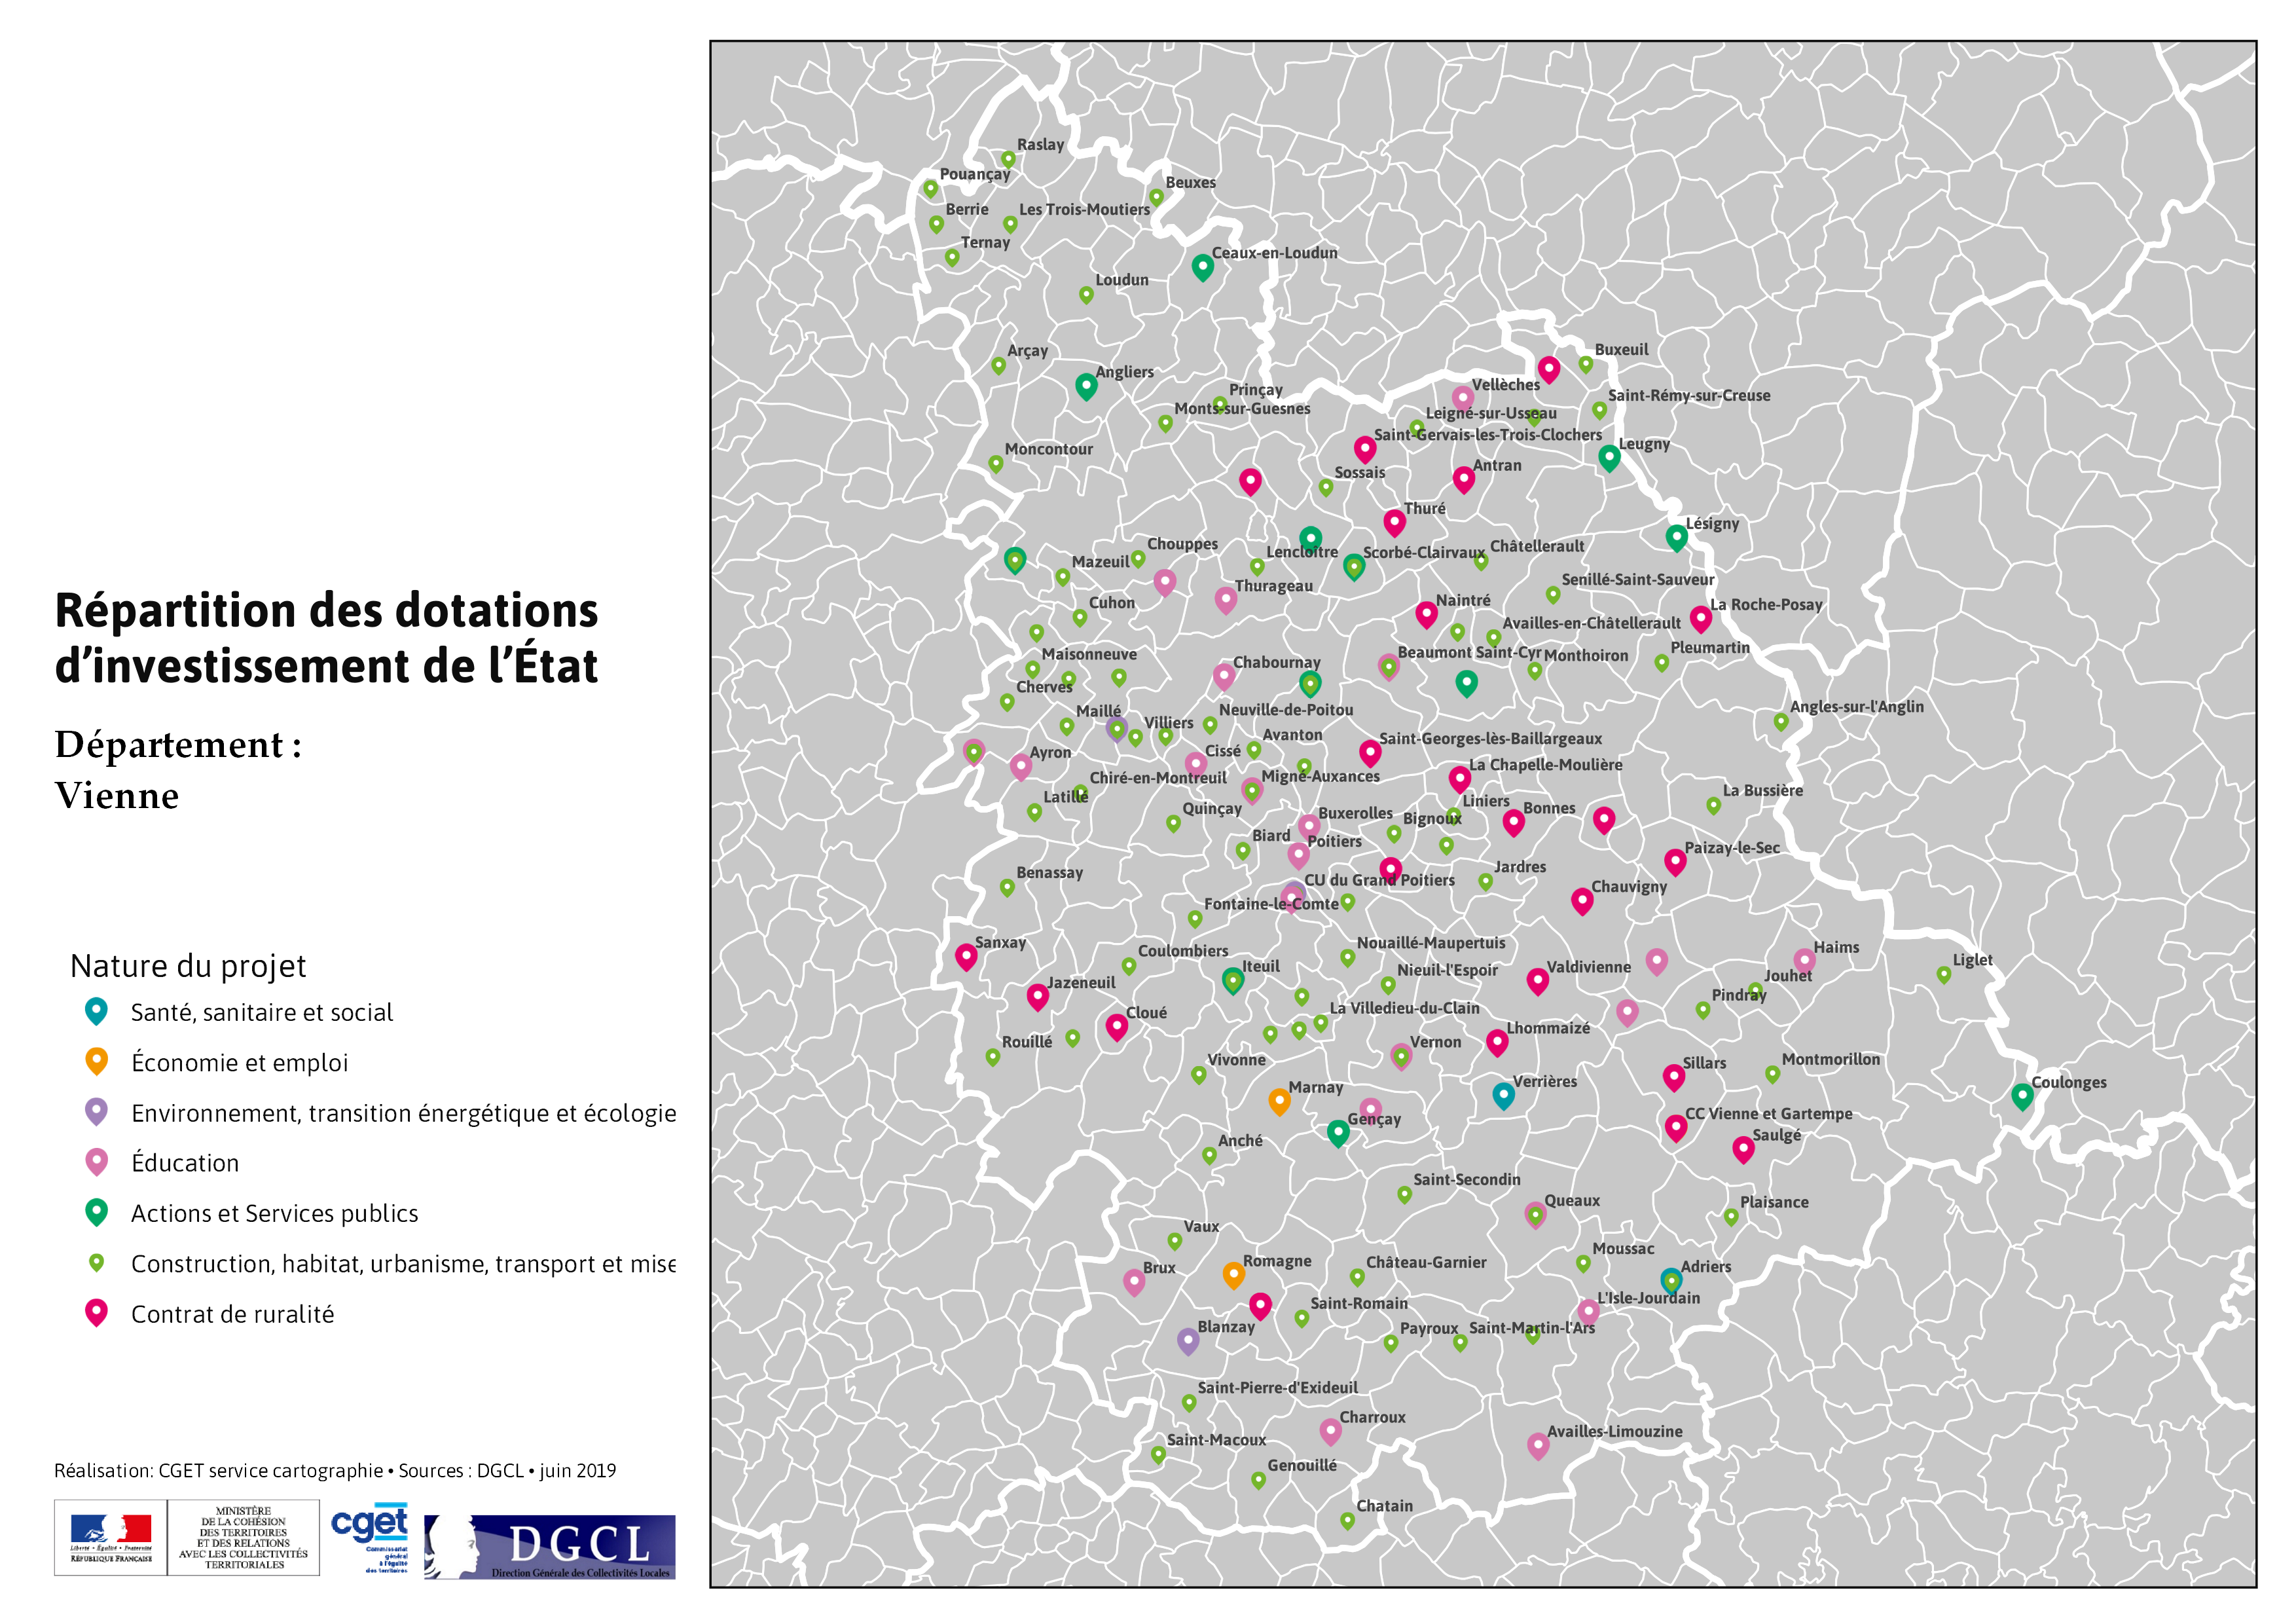 Répartition des dotations
d’investissement de l’État
Département :
Vienne
Nature du projet
Santé, sanitaire et social
Économie et emploi
Environnement, transition énergétique et écologie
Éducation
Actions et Services publics
Construction, habitat, urbanisme, transport et mise
Contrat de ruralité
Réalisation: CGET service cartographie • Sources : DGCL • juin 2019
Liberté • Égalité • Fraternité
RÉPUBLIQUE FRANÇAISE
MINISTÈRE
DE LA COHÉSION
DES TERRITOIRES
ET DES RELATIONS
AVEC LES COLLECTIVITÉS
TERRITORIALES
cget
Commissariat
général
à l'égalité
des territoires
DGCL
Direction Générale des Collectivités Locales
Raslay
Pouançay
Beuxes
Berrie
Les Trois-Moutiers
Ternay
Ceaux-en-Loudun
Loudun
Arçay
Buxeuil
Angliers
Vellèches
Prinçay
Saint-Rémy-sur-Creuse
Monts-sur-Guesnes
Leigné-sur-Usseau
Saint-Gervais-les-Trois-Clochers
Leugny
Moncontour
Antran
Sossais
Thuré
Lésigny
Chouppes
Châtellerault
Lencloître
Scorbé-Clairvaux
Mazeuil
Senillé-Saint-Sauveur
Thurageau
Cuhon
Naintré
La Roche-Posay
Availles-en-Châtellerault
Pleumartin
Maisonneuve
Beaumont Saint-Cyr
Monthoiron
Chabournay
Cherves
Angles-sur-l'Anglin
Maillé
Neuville-de-Poitou
Villiers
Avanton
Saint-Georges-lès-Baillargeaux
Ayron
Cissé
La Chapelle-Moulière
Chiré-en-Montreuil
Migné-Auxances
La Bussière
Latillé
Liniers
Quinçay
Bonnes
Buxerolles
Bignoux
Biard
Poitiers
Paizay-le-Sec
Jardres
Benassay
CU du Grand Poitiers
Chauvigny
Fontaine-le-Comte
Sanxay
Nouaillé-Maupertuis
Haims
Coulombiers
Liglet
Iteuil
Nieuil-l'Espoir
Valdivienne
Jouhet
Jazeneuil
Pindray
La Villedieu-du-Clain
Cloué
Lhommaizé
Rouillé
Vernon
Vivonne
Sillars
Montmorillon
Verrières
Coulonges
Marnay
CC Vienne et Gartempe
Gençay
Saulgé
Anché
Saint-Secondin
Queaux
Plaisance
Vaux
Moussac
Romagne
Château-Garnier
Adriers
Brux
L'Isle-Jourdain
Saint-Romain
Blanzay
Payroux
Saint-Martin-l'Ars
Saint-Pierre-d'Exideuil
Charroux
Availles-Limouzine
Saint-Macoux
Genouillé
Chatain